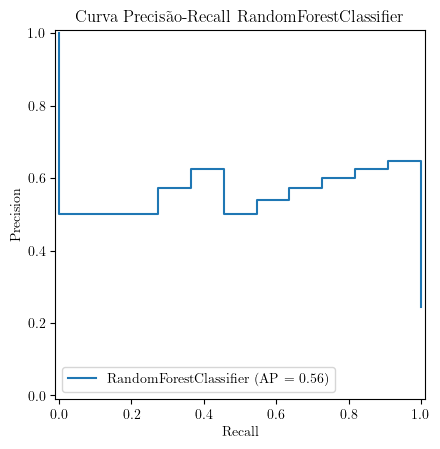 Curva Precisão-Recall RandomForestClassifier
1.0
0.8
0.6
0.4
0.2
0.0
Precision
RandomForestClassifier (AP = 0.56)
0.0 0.2 0.4 0.6 0.8 1.0
Recall